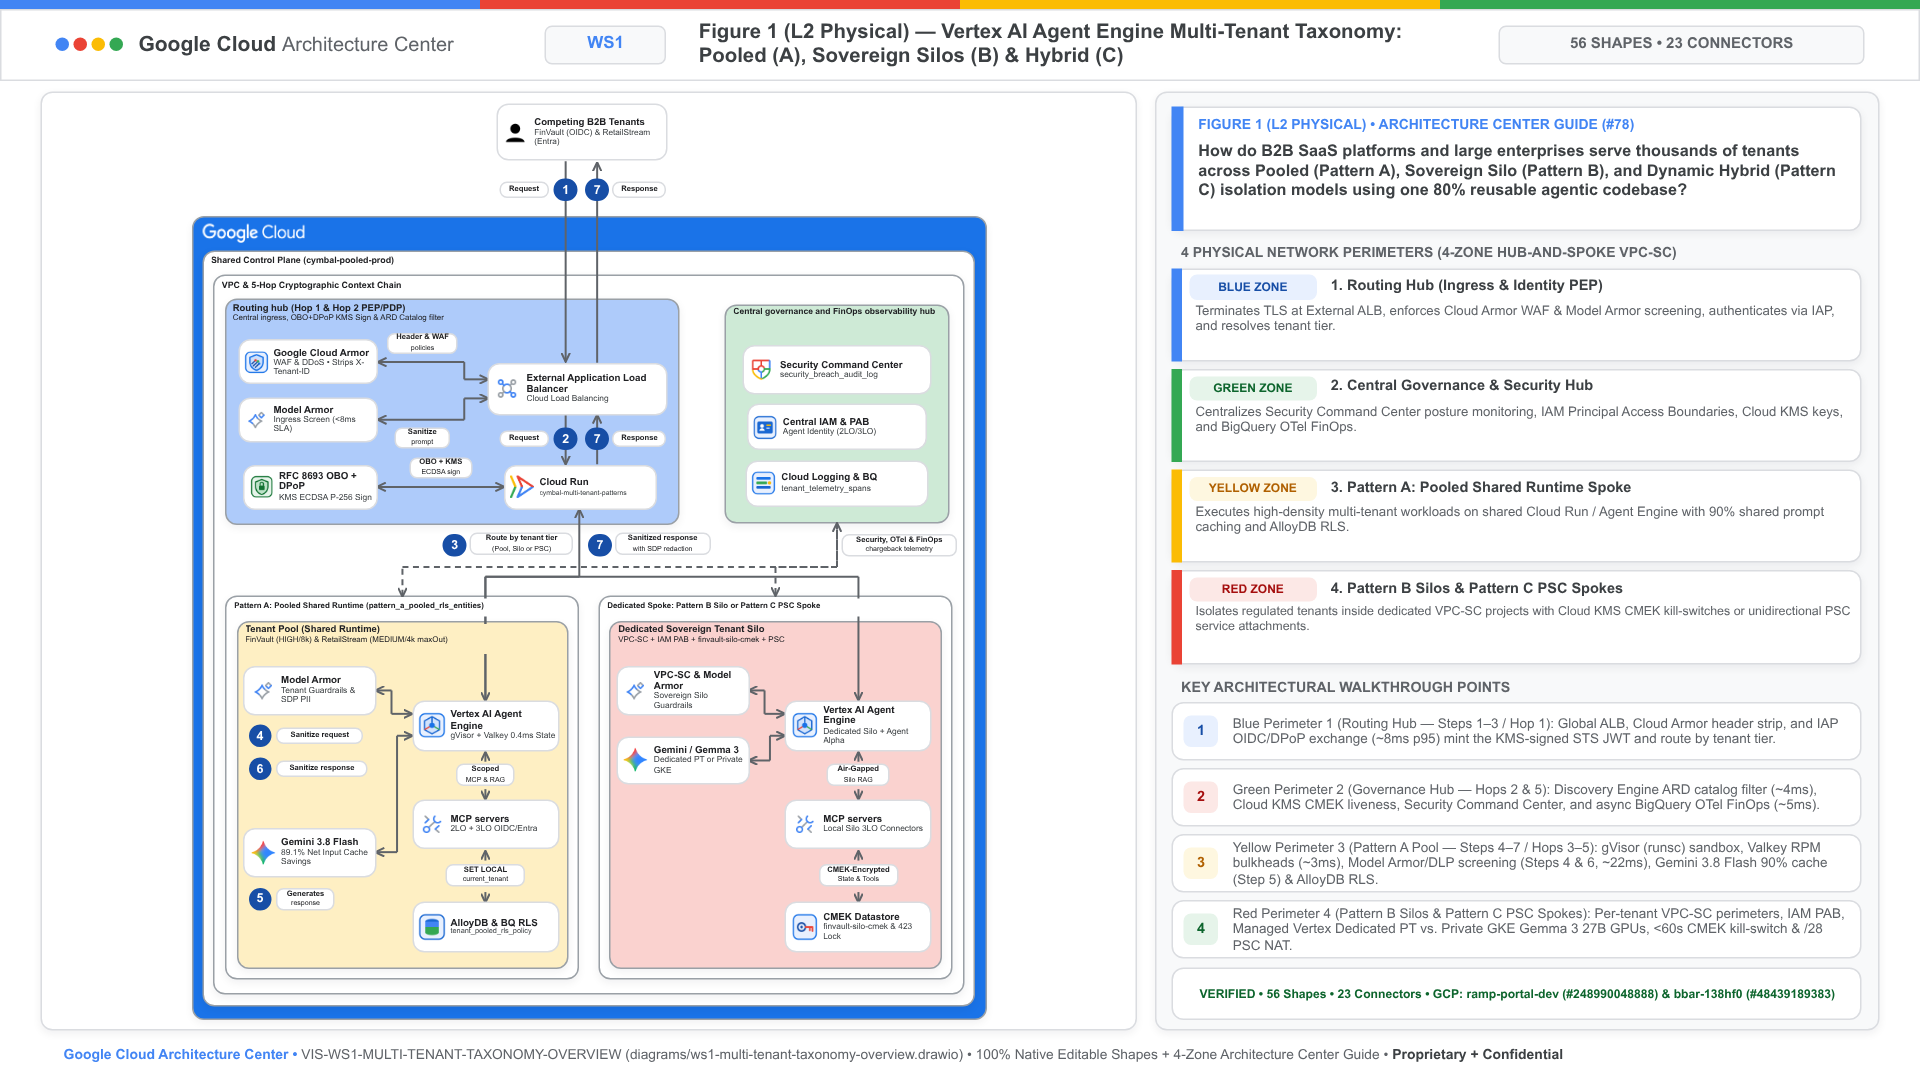 Google Cloud Architecture Center
WS1
Figure 1 (L2 Physical) — Vertex AI Agent Engine Multi-Tenant Taxonomy:
Pooled (A), Sovereign Silos (B) & Hybrid (C)
56 SHAPES • 23 CONNECTORS
Competing B2B Tenants
FinVault (OIDC) & RetailStream
(Entra)
Request
1
7
Response
Google Cloud
Shared Control Plane (cymbal-pooled-prod)
VPC & 5-Hop Cryptographic Context Chain
Routing hub (Hop 1 & Hop 2 PEP/PDP)
Central ingress, OBO+DPoP KMS Sign & ARD Catalog filter
Header & WAF
policies
Google Cloud Armor
WAF & DDoS • Strips X-
Tenant-ID
External Application Load
Balancer
Cloud Load Balancing
Model Armor
Ingress Screen (<8ms
SLA)
Sanitize
prompt
Request
2
7
Response
OBO + KMS
ECDSA sign
RFC 8693 OBO +
DPoP
KMS ECDSA P-256 Sign
Cloud Run
cymbal-multi-tenant-patterns
Central governance and FinOps observability hub
Security Command Center
security_breach_audit_log
Central IAM & PAB
Agent Identity (2LO/3LO)
Cloud Logging & BQ
tenant_telemetry_spans
3
Route by tenant tier
(Pool, Silo or PSC)
7
Sanitized response
with SDP redaction
Security, OTel & FinOps
chargeback telemetry
Pattern A: Pooled Shared Runtime (pattern_a_pooled_rls_entities)
Tenant Pool (Shared Runtime)
FinVault (HIGH/8k) & RetailStream (MEDIUM/4k maxOut)
Model Armor
Tenant Guardrails &
SDP PII
Vertex AI Agent
Engine
gVisor + Valkey 0.4ms State
4
Sanitize request
6
Sanitize response
Scoped
MCP & RAG
MCP servers
2LO + 3LO OIDC/Entra
Gemini 3.8 Flash
89.1% Net Input Cache
Savings
SET LOCAL
current_tenant
5
Generates
response
AlloyDB & BQ RLS
tenant_pooled_rls_policy
Dedicated Spoke: Pattern B Silo or Pattern C PSC Spoke
Dedicated Sovereign Tenant Silo
VPC-SC + IAM PAB + finvault-silo-cmek + PSC
VPC-SC & Model
Armor
Sovereign Silo
Guardrails
Vertex AI Agent
Engine
Dedicated Silo + Agent
Alpha
Gemini / Gemma 3
Dedicated PT or Private
GKE
Air-Gapped
Silo RAG
MCP servers
Local Silo 3LO Connectors
CMEK-Encrypted
State & Tools
CMEK Datastore
finvault-silo-cmek & 423
Lock
FIGURE 1 (L2 PHYSICAL) • ARCHITECTURE CENTER GUIDE (#78)
How do B2B SaaS platforms and large enterprises serve thousands of tenants
across Pooled (Pattern A), Sovereign Silo (Pattern B), and Dynamic Hybrid (Pattern
C) isolation models using one 80% reusable agentic codebase?
4 PHYSICAL NETWORK PERIMETERS (4-ZONE HUB-AND-SPOKE VPC-SC)
BLUE ZONE
1. Routing Hub (Ingress & Identity PEP)
Terminates TLS at External ALB, enforces Cloud Armor WAF & Model Armor screening, authenticates via IAP,
and resolves tenant tier.
GREEN ZONE
2. Central Governance & Security Hub
Centralizes Security Command Center posture monitoring, IAM Principal Access Boundaries, Cloud KMS keys,
and BigQuery OTel FinOps.
YELLOW ZONE
3. Pattern A: Pooled Shared Runtime Spoke
Executes high-density multi-tenant workloads on shared Cloud Run / Agent Engine with 90% shared prompt
caching and AlloyDB RLS.
RED ZONE
4. Pattern B Silos & Pattern C PSC Spokes
Isolates regulated tenants inside dedicated VPC-SC projects with Cloud KMS CMEK kill-switches or unidirectional PSC
service attachments.
KEY ARCHITECTURAL WALKTHROUGH POINTS
1
Blue Perimeter 1 (Routing Hub — Steps 1–3 / Hop 1): Global ALB, Cloud Armor header strip, and IAP
OIDC/DPoP exchange (~8ms p95) mint the KMS-signed STS JWT and route by tenant tier.
2
Green Perimeter 2 (Governance Hub — Hops 2 & 5): Discovery Engine ARD catalog filter (~4ms),
Cloud KMS CMEK liveness, Security Command Center, and async BigQuery OTel FinOps (~5ms).
3
Yellow Perimeter 3 (Pattern A Pool — Steps 4–7 / Hops 3–5): gVisor (runsc) sandbox, Valkey RPM
bulkheads (~3ms), Model Armor/DLP screening (Steps 4 & 6, ~22ms), Gemini 3.8 Flash 90% cache
(Step 5) & AlloyDB RLS.
4
Red Perimeter 4 (Pattern B Silos & Pattern C PSC Spokes): Per-tenant VPC-SC perimeters, IAM PAB,
Managed Vertex Dedicated PT vs. Private GKE Gemma 3 27B GPUs, <60s CMEK kill-switch & /28
PSC NAT.
VERIFIED • 56 Shapes • 23 Connectors • GCP: ramp-portal-dev (#248990048888) & bbar-138hf0 (#48439189383)
Google Cloud Architecture Center • VIS-WS1-MULTI-TENANT-TAXONOMY-OVERVIEW (diagrams/ws1-multi-tenant-taxonomy-overview.drawio) • 100% Native Editable Shapes + 4-Zone Architecture Center Guide • Proprietary + Confidential